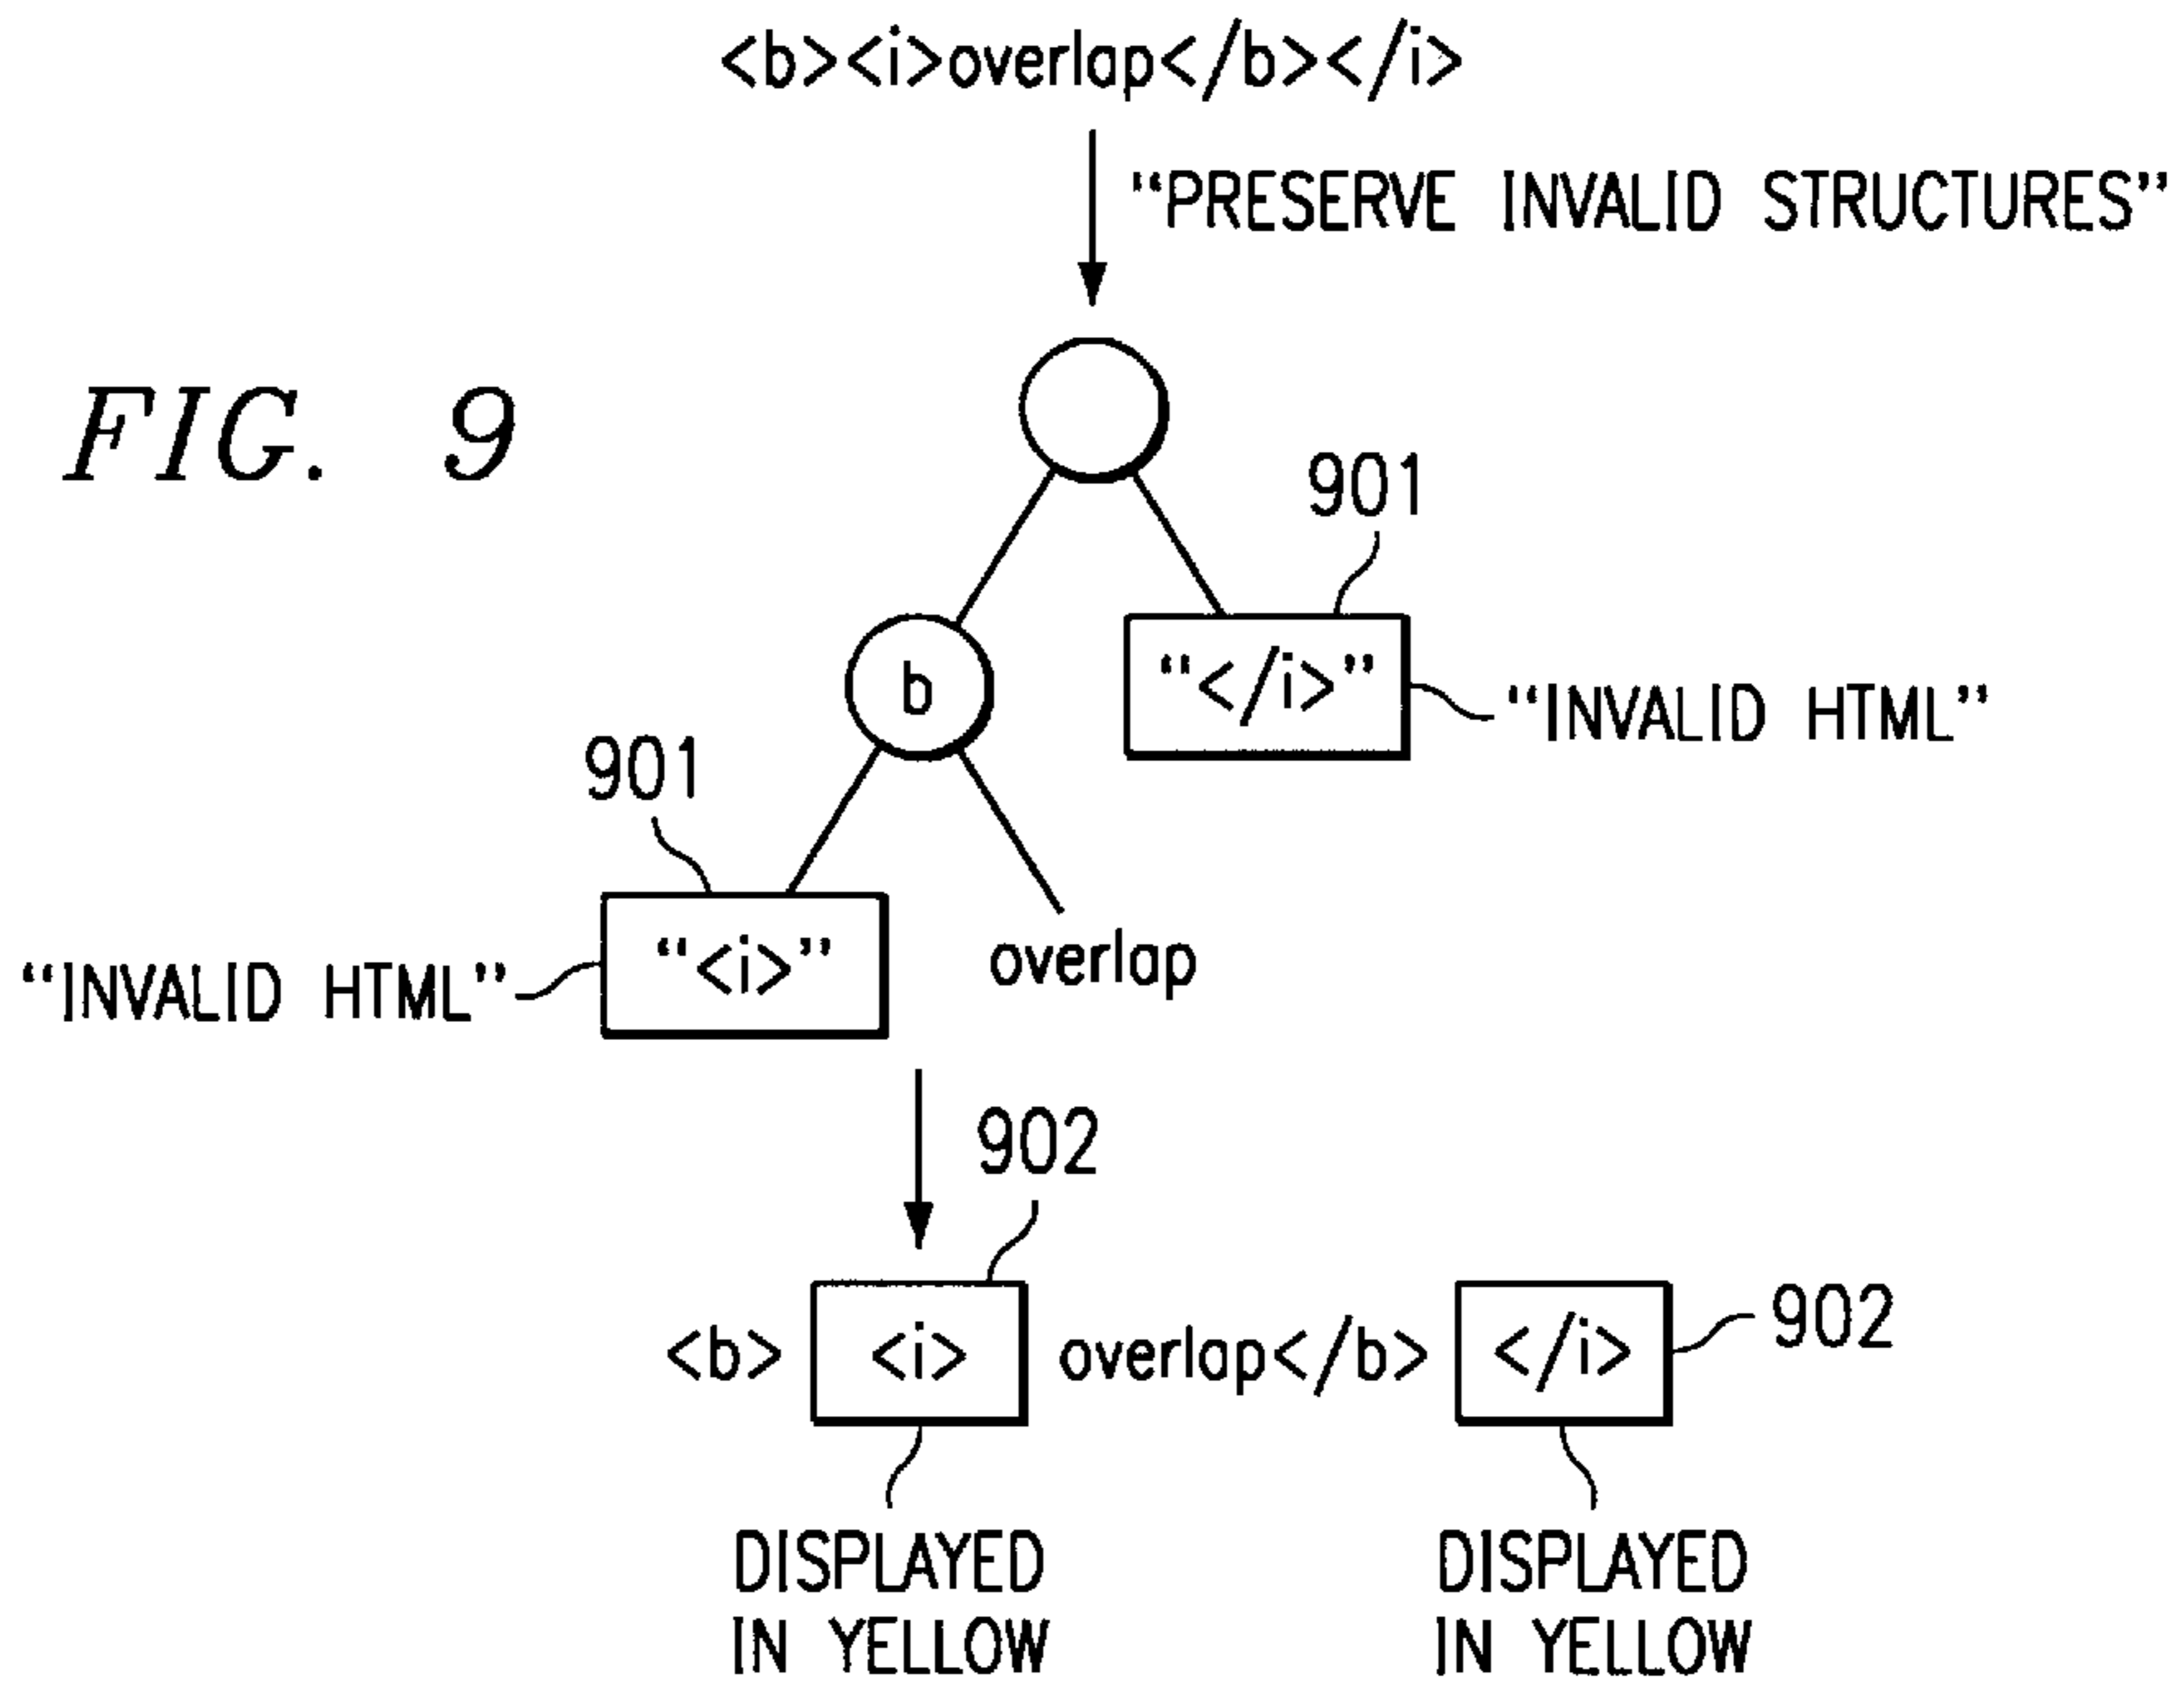 <b><i>overlap</b></i>
“PRESERVE INVALID STRUCTURES”
FIG. 9
901
b
“</i>”
“INVALID HTML”
901
“<i>”
overlap
“INVALID HTML”
902
<b> <i> overlap</b> </i>
902
DISPLAYED
IN YELLOW
DISPLAYED
IN YELLOW